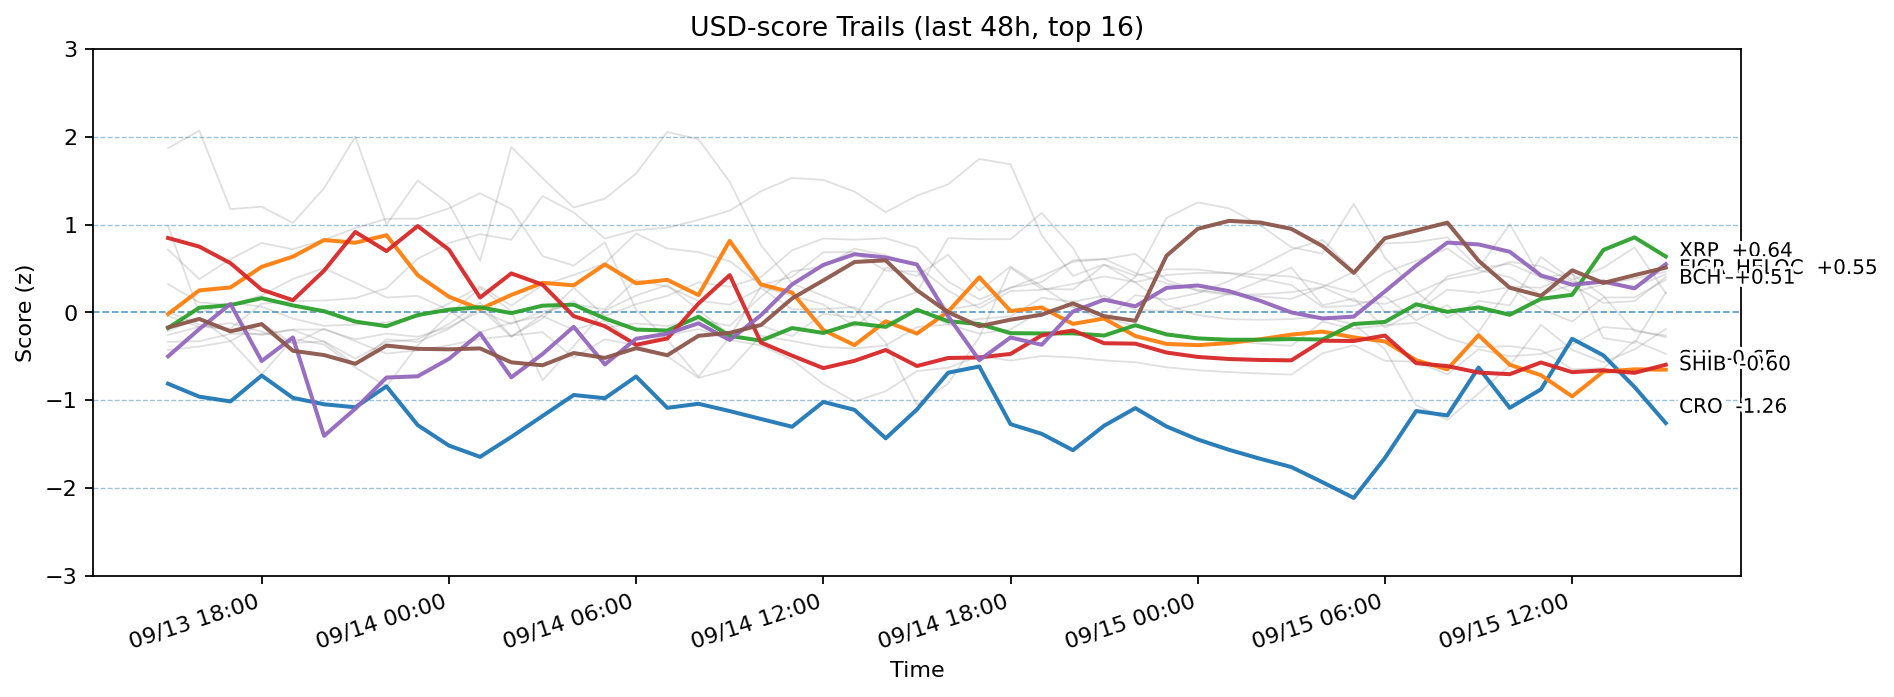 USD-score Trails (last 48h, top 16)
3
2
1
0
−1
−2
−3
Score (z)
XRP +0.64
+0.55
BCH +0.51
SHIB -0.60
CRO -1.26
09/13 18:00
09/14 00:00
09/14 06:00
09/14 12:00
09/14 18:00
09/15 00:00
09/15 06:00
09/15 12:00
Time